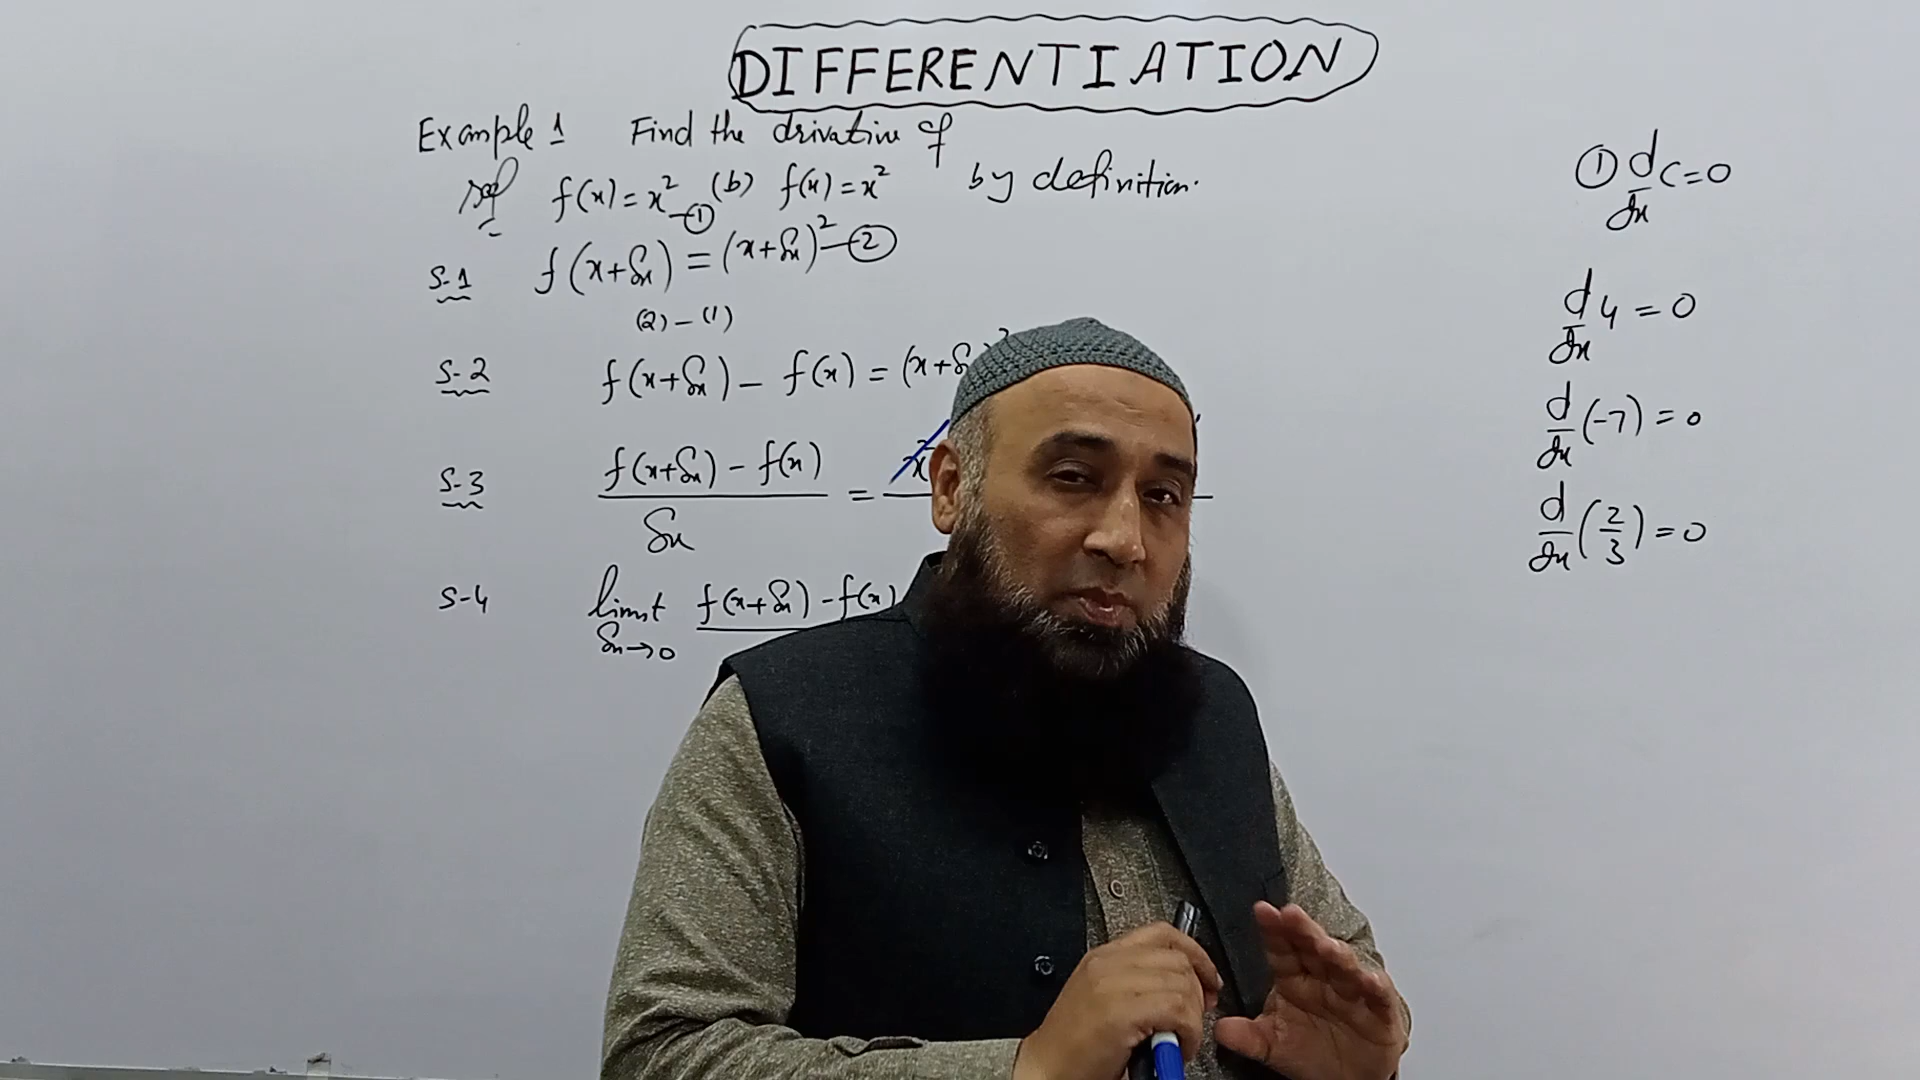 DIFFERENTIATION
Example 1 Find the drivative of
sol f(x) = x² —① (b) f(x) = x² by definition.
S-1 f(x+δx) = (x+δx)² —②
(2) – (1)
S-2 f(x+δx) – f(x) = (x+δ )²
S-3 f(x+δx) – f(x) / δx = x²
S-4 limit δx→0 f(x+δx) – f(x)
① d/dx c = 0
d/dx 4 = 0
d/dx (-7) = 0
d/dx (2/3) = 0